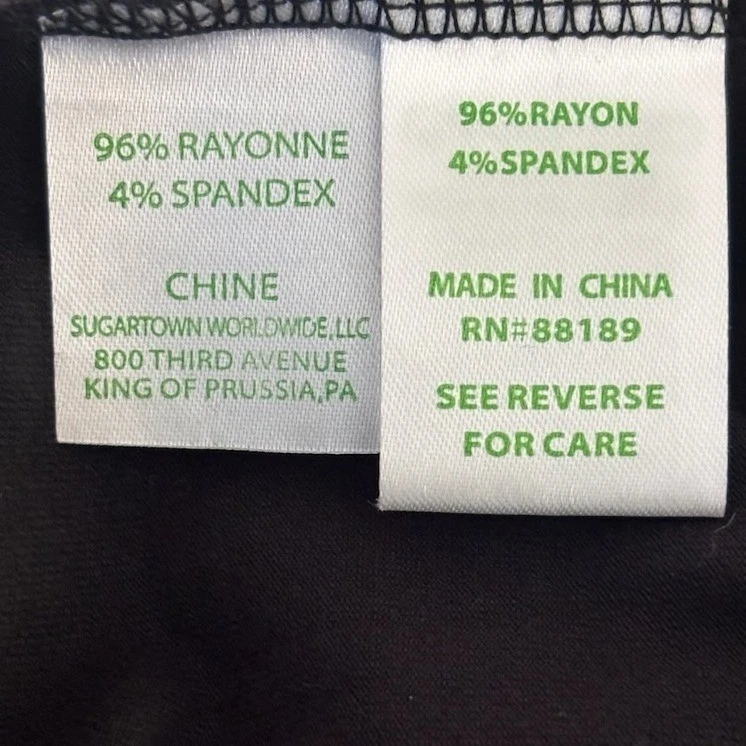 96% RAYONNE
4% SPANDEX
CHINE
SUGARTOWN WORLDWIDE, LLC
800 THIRD AVENUE
KING OF PRUSSIA, PA
96%RAYON
4%SPANDEX
MADE IN CHINA
RN#88189
SEE REVERSE
FOR CARE